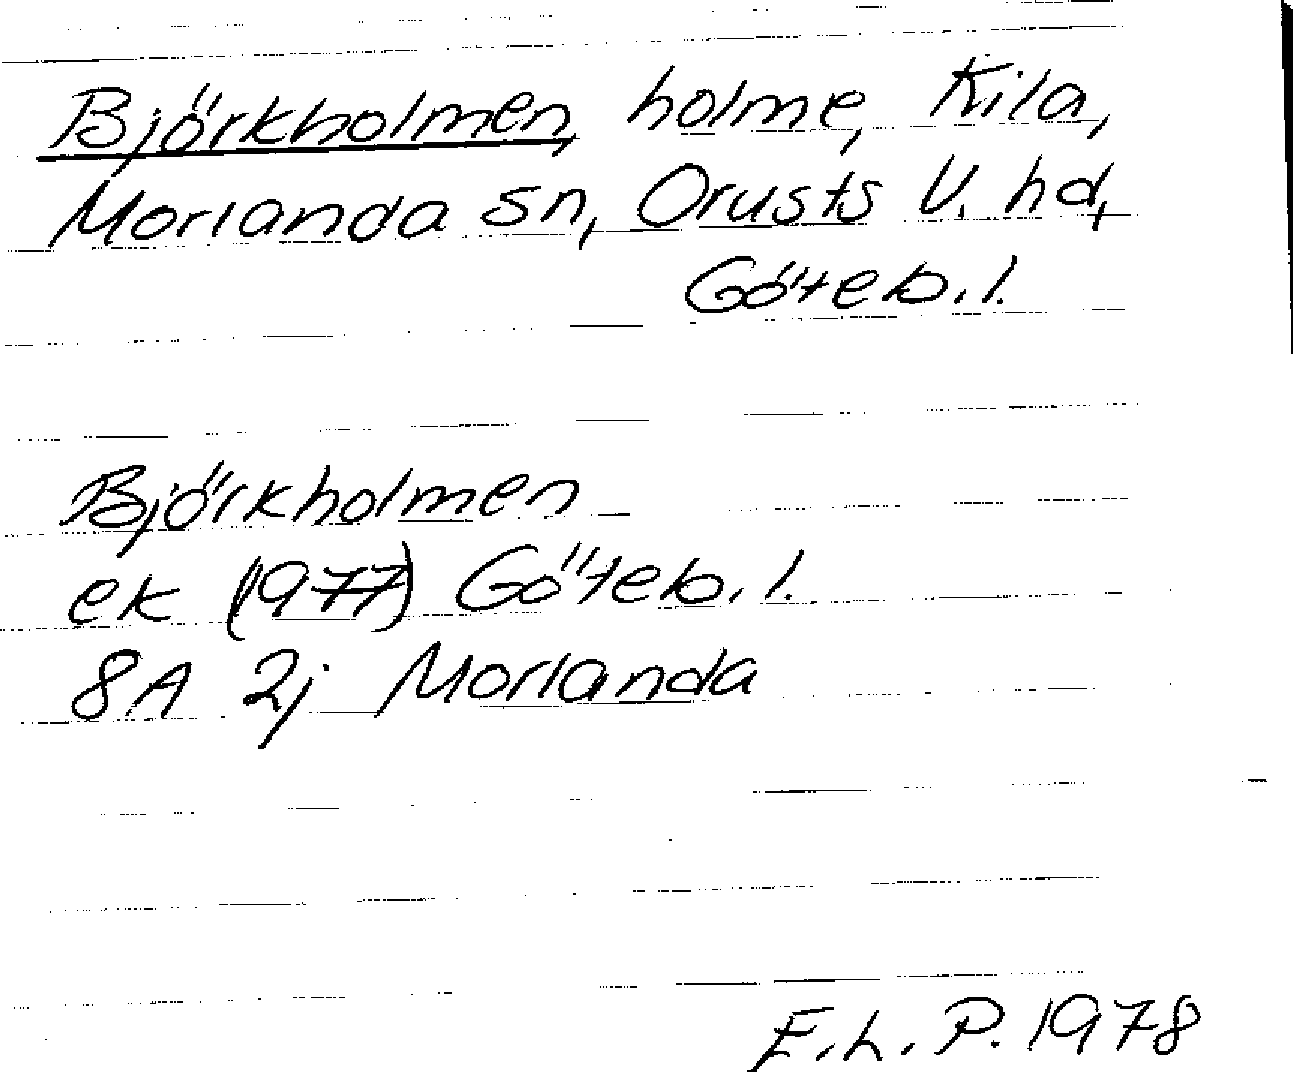 Björkholmen, holme, Kila,
Morlanda sn, Orusts V. hd,
Göteb. l.
Björkholmen
ek (1977) Göteb. l.
8A 2j Morlanda
E. L. P. 1978